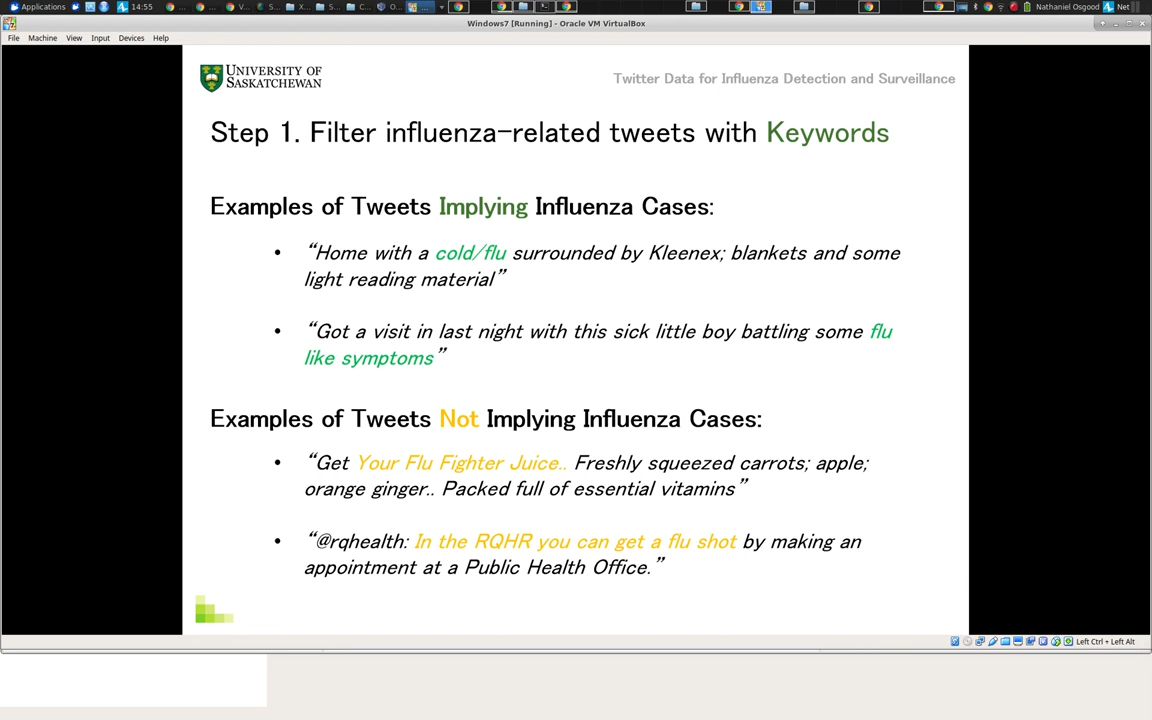 Applications
14:55
Nathaniel Osgood
Net
Windows7 [Running] - Oracle VM VirtualBox
File Machine View Input Devices Help
UNIVERSITY OF
SASKATCHEWAN
Twitter Data for Influenza Detection and Surveillance
Step 1. Filter influenza-related tweets with Keywords
Examples of Tweets Implying Influenza Cases:
• “Home with a cold/flu surrounded by Kleenex; blankets and some
light reading material”
• “Got a visit in last night with this sick little boy battling some flu
like symptoms”
Examples of Tweets Not Implying Influenza Cases:
• “Get Your Flu Fighter Juice.. Freshly squeezed carrots; apple;
orange ginger.. Packed full of essential vitamins”
• “@rqhealth: In the RQHR you can get a flu shot by making an
appointment at a Public Health Office.”
Left Ctrl + Left Alt